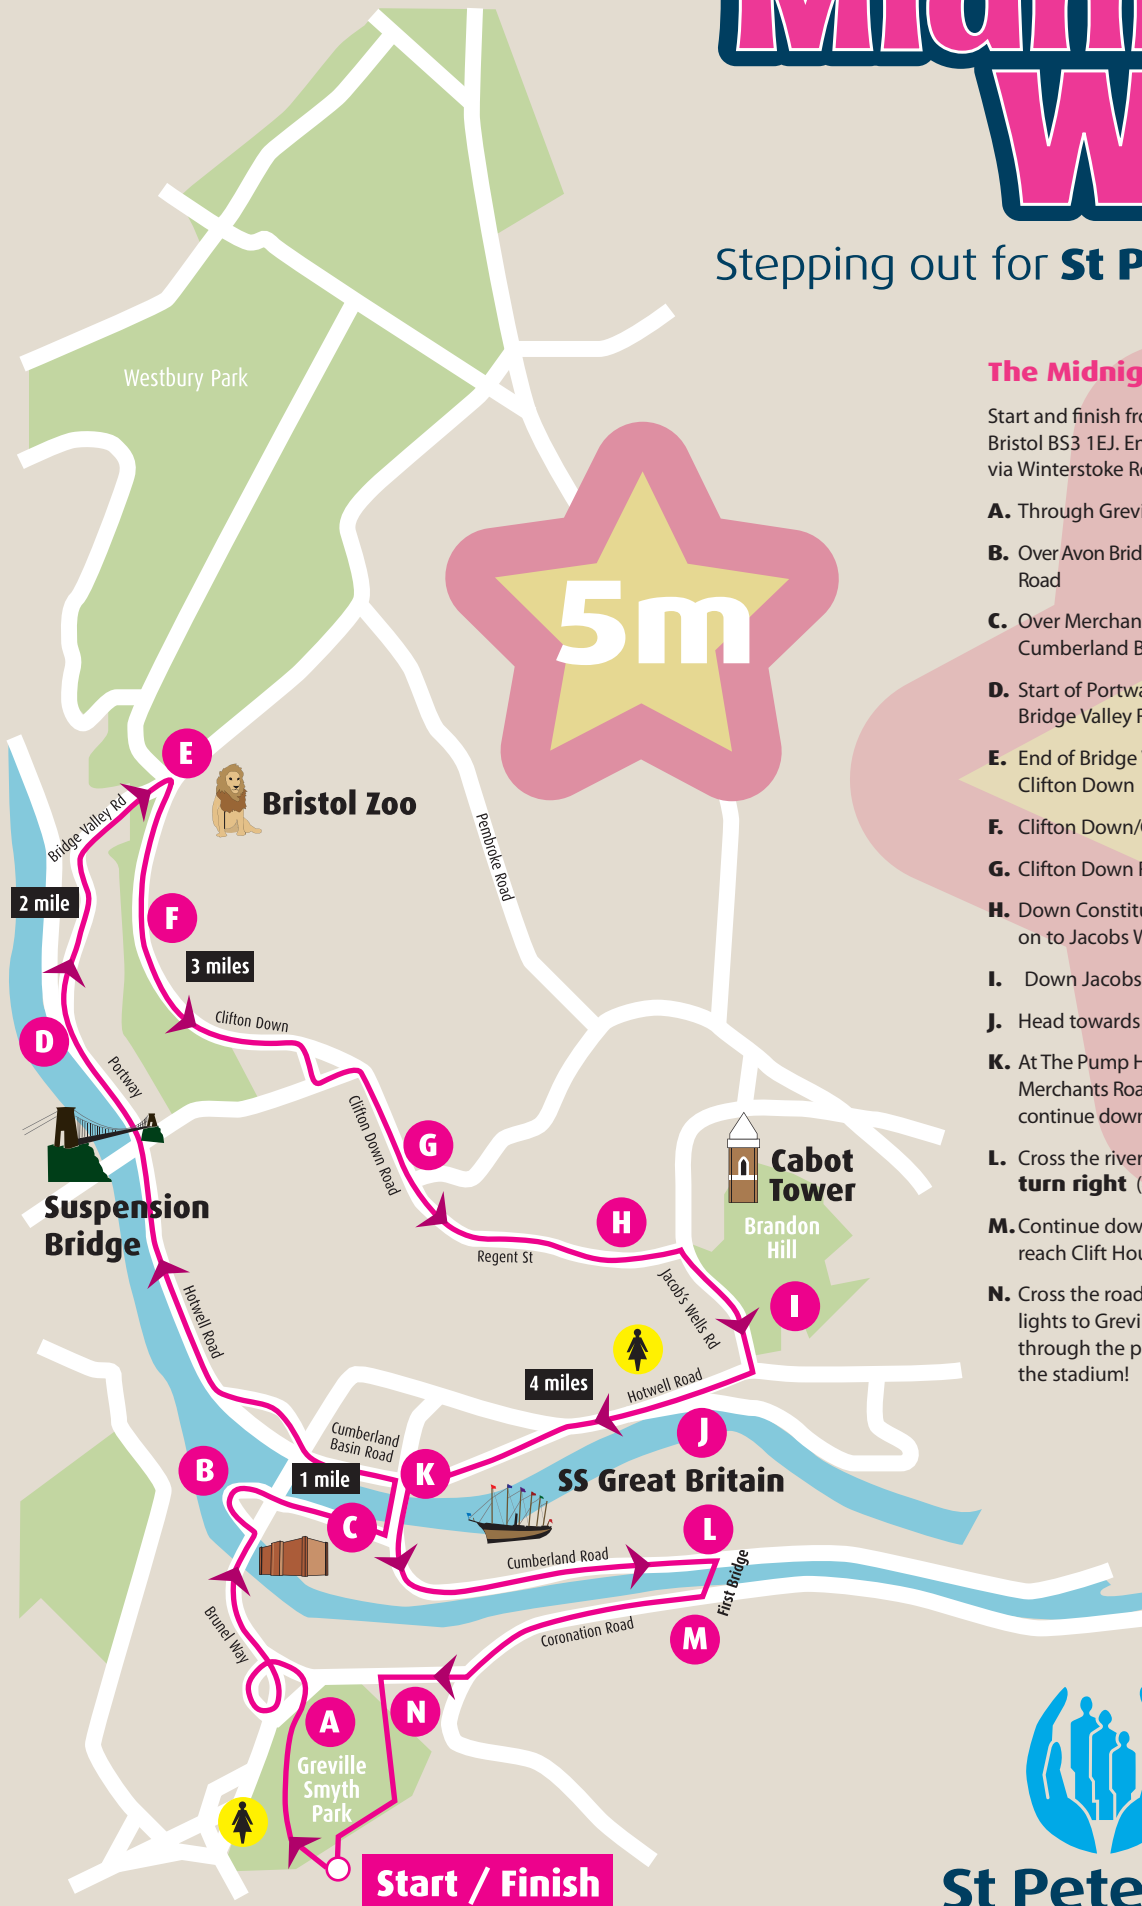 Stepping out for St P
Westbury Park
5m
E
Bristol Zoo
Bridge Valley Rd
Pembroke Road
2 mile
F
3 miles
Clifton Down
D
Portway
Clifton Down Road
G
Suspension
Bridge
Cabot
Tower
Brandon
Hill
H
Regent St
Jacob's Wells Rd
I
Hotwell Road
4 miles
Hotwell Road
J
Cumberland
Basin Road
B
1 mile
K
SS Great Britain
C
L
Cumberland Road
First Bridge
Brunel Way
Coronation Road
M
N
A
Greville
Smyth
Park
Start / Finish
The Midnig
Start and finish fro
Bristol BS3 1EJ. En
via Winterstoke R
A. Through Grevi
B. Over Avon Brid
Road
C. Over Merchan
Cumberland B
D. Start of Portwa
Bridge Valley R
E. End of Bridge
Clifton Down
F. Clifton Down/
G. Clifton Down
H. Down Constitu
on to Jacobs W
I. Down Jacobs
J. Head towards
K. At The Pump H
Merchants Roa
continue down
L. Cross the river
turn right (
M. Continue dow
reach Clift Hou
N. Cross the road
lights to Grevi
through the p
the stadium!
St Pete